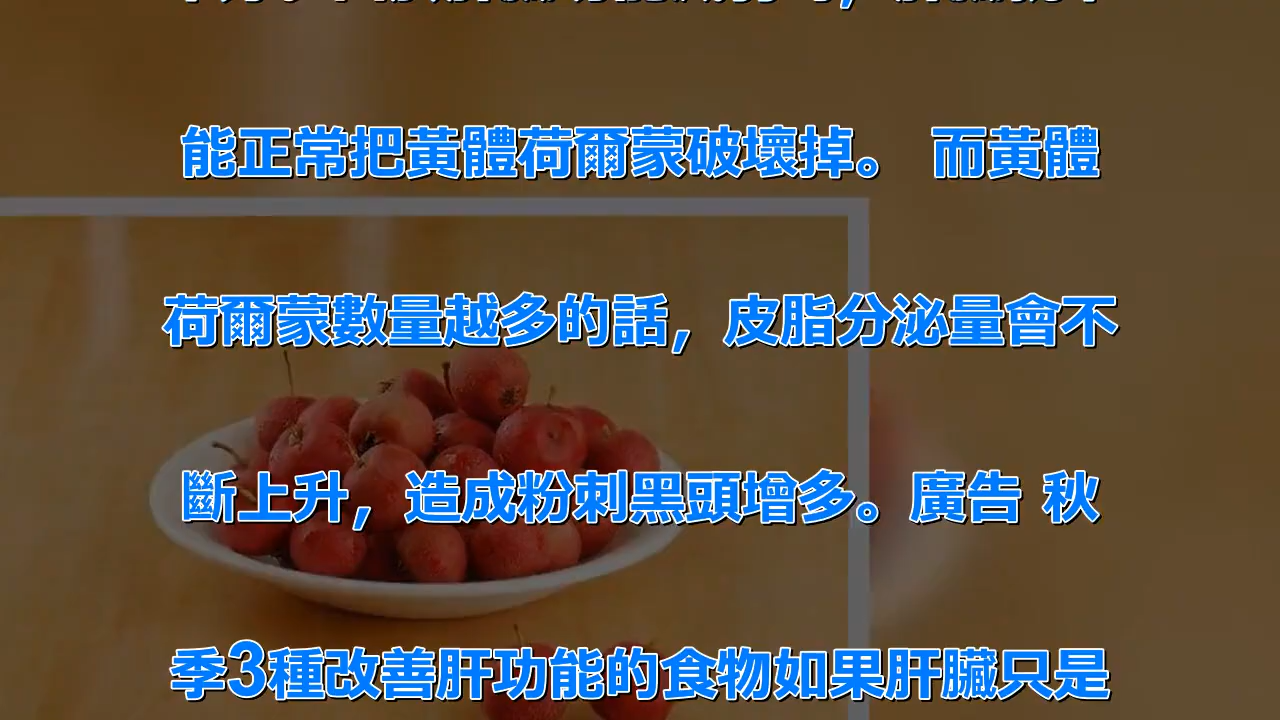 能正常把黃體荷爾蒙破壞掉。 而黃體
荷爾蒙數量越多的話，皮脂分泌量會不
斷上升，造成粉刺黑頭增多。廣告 秋
季3種改善肝功能的食物如果肝臟只是